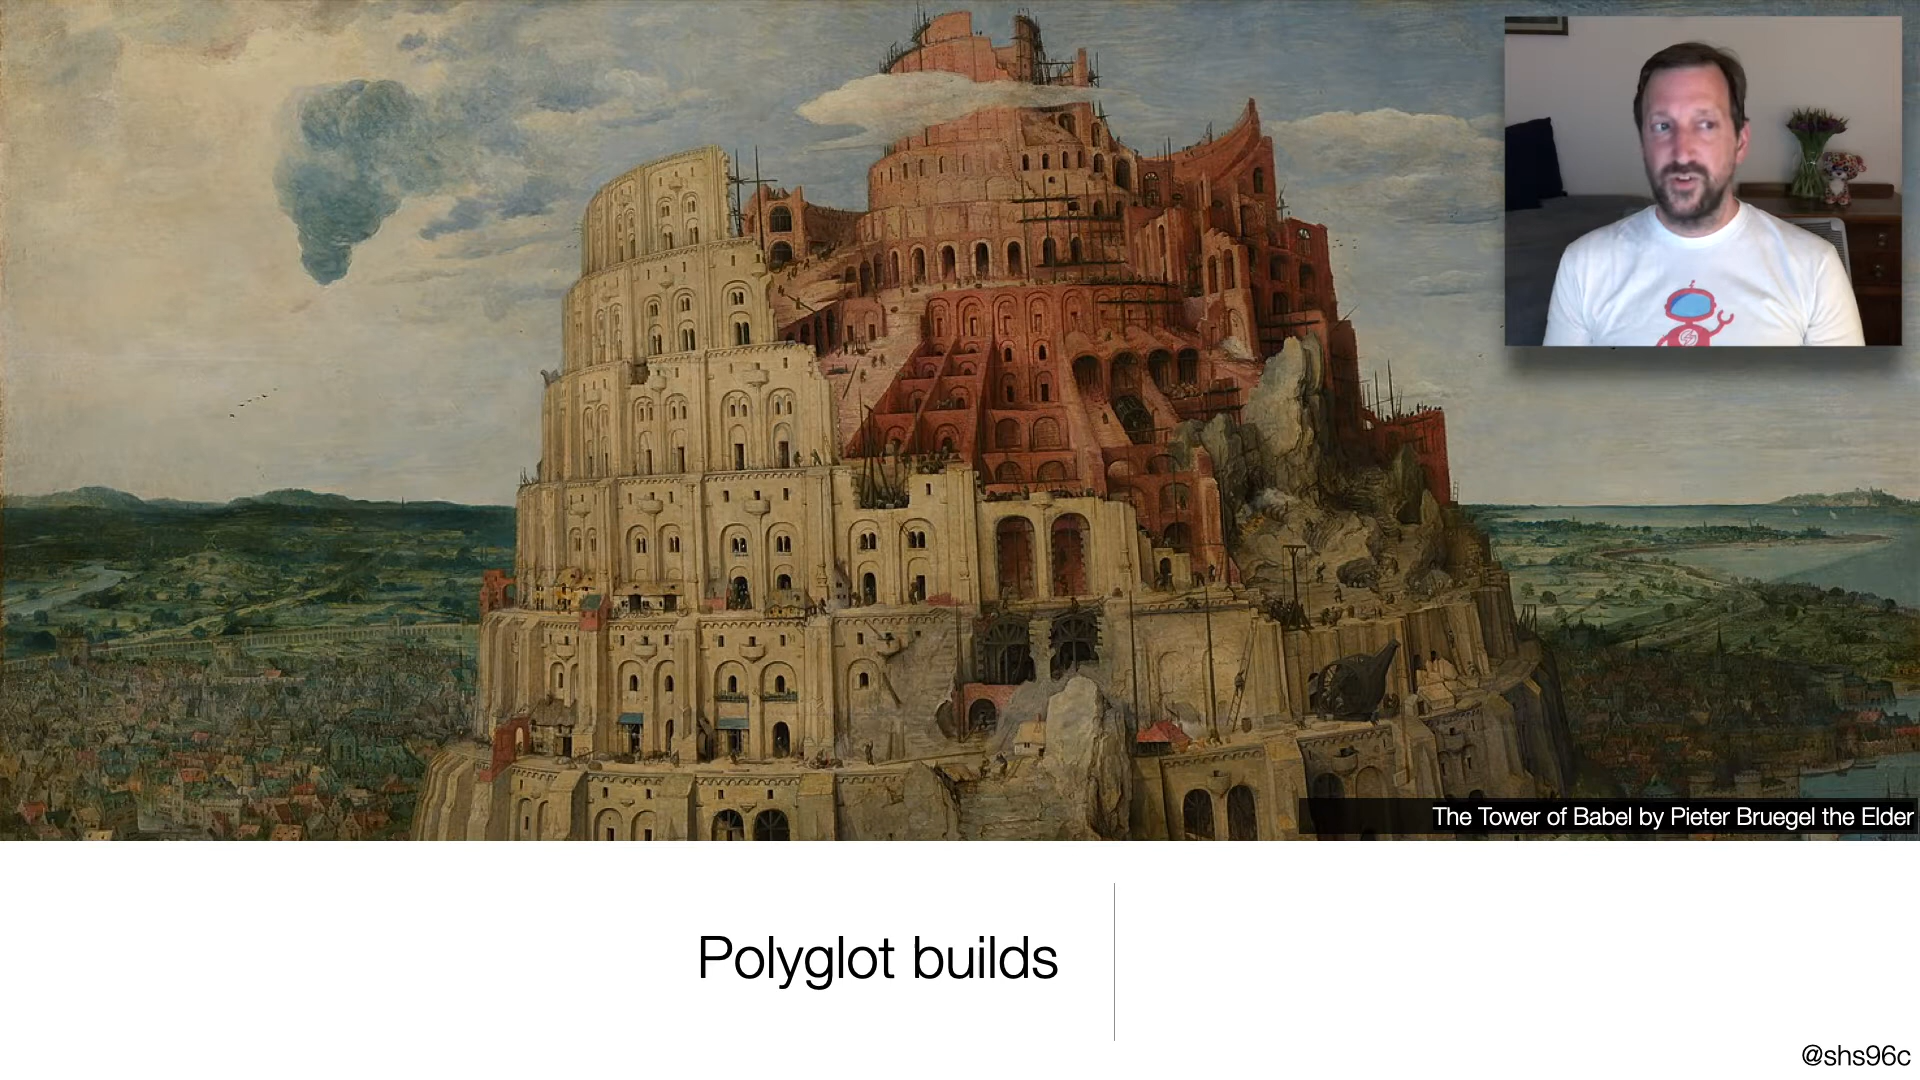 The Tower of Babel by Pieter Bruegel the Elder
Polyglot builds
@shs96c